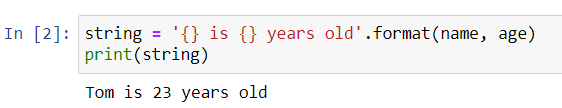 In [2]: string = '{} is {} years old'.format(name, age)
print(string)
Tom is 23 years old